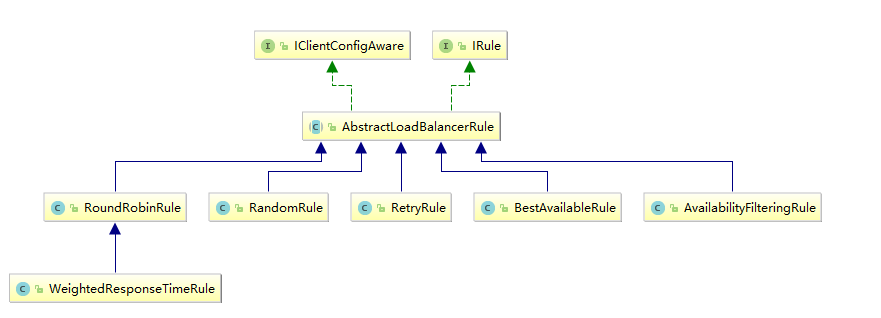 I IClientConfigAware
I IRule
C AbstractLoadBalancerRule
C RoundRobinRule
C RandomRule
C RetryRule
C BestAvailableRule
C AvailabilityFilteringRule
C WeightedResponseTimeRule